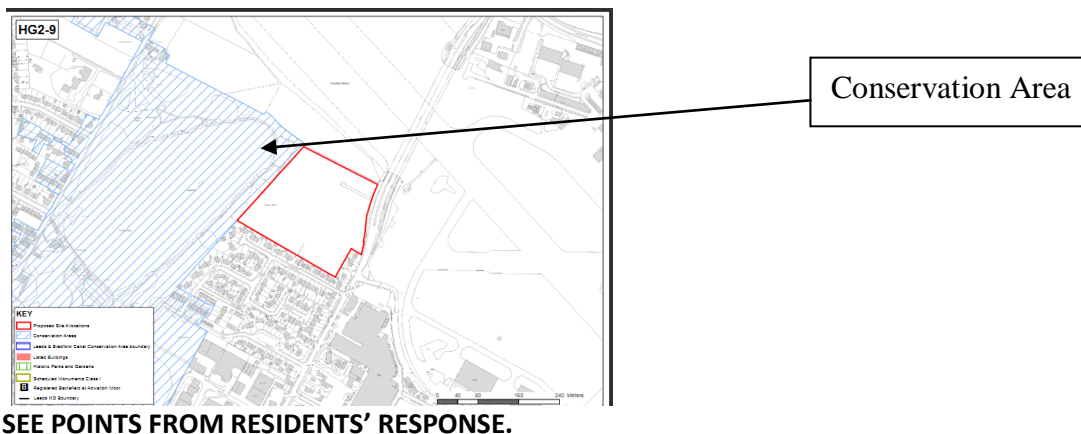 HG2-9
Conservation Area
KEY
Proposed Site Allocations
Conservation Areas
Leeds & Bradford Canal Conservation Area boundary
Listed Buildings
Historic Parks and Gardens
Scheduled Monuments Class I
Registered Battlefield at Adwalton Moor
Leeds MD Boundary
0 40 80 160 240 Meters
SEE POINTS FROM RESIDENTS’ RESPONSE.